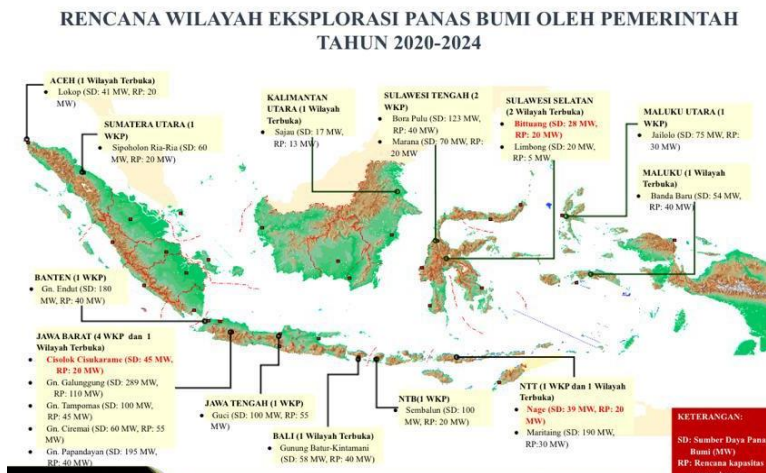 RENCANA WILAYAH EKSPLORASI PANAS BUMI OLEH PEMERINTAH
TAHUN 2020-2024
ACEH (1 Wilayah Terbuka)
• Lokop (SD: 41 MW, RP: 20
MW)
SUMATERA UTARA (1
WKP)
• Sipoholon Ria-Ria (SD: 60
MW, RP: 20 MW)
KALIMANTAN
UTARA (1 Wilayah
Terbuka)
• Sajau (SD: 17 MW,
RP: 13 MW)
SULAWESI TENGAH (2
WKP)
• Bora Pulu (SD: 123 MW,
RP: 40 MW)
• Marana (SD: 70 MW, RP:
20 MW
SULAWESI SELATAN
(2 Wilayah Terbuka)
• Bittuang (SD: 28 MW,
RP: 20 MW)
• Limbong (SD: 20 MW,
RP: 5 MW
MALUKU UTARA (1
WKP)
• Jailolo (SD: 75 MW, RP:
30 MW)
MALUKU (1 Wilayah
Terbuka)
• Banda Baru (SD: 54 MW,
RP: 40 MW)
BANTEN (1 WKP)
• Gn. Endut (SD: 180
MW, RP: 40 MW)
JAWA BARAT (4 WKP dan 1
Wilayah Terbuka)
• Cisolok Cisukarame (SD: 45 MW,
RP: 20 MW)
• Gn. Galunggung (SD: 289 MW,
RP: 110 MW)
• Gn. Tampomas (SD: 100 MW,
RP: 45 MW)
• Gn. Ciremai (SD: 60 MW, RP: 55
MW)
• Gn. Papandayan (SD: 195 MW,
RP: 40 MW)
JAWA TENGAH (1 WKP)
• Guci (SD: 100 MW, RP: 55
MW)
BALI (1 Wilayah Terbuka)
• Gunung Batur-Kintamani
(SD: 58 MW, RP: 40 MW)
NTB(1 WKP)
• Sembalun (SD: 100
MW, RP: 20 MW)
NTT (1 WKP dan 1 Wilayah
Terbuka)
• Nage (SD: 39 MW, RP: 20
MW)
• Maritaing (SD: 190 MW,
RP:30 MW)
KETERANGAN:
SD: Sumber Daya Pana
Bumi (MW)
RP: Rencana kapasitas